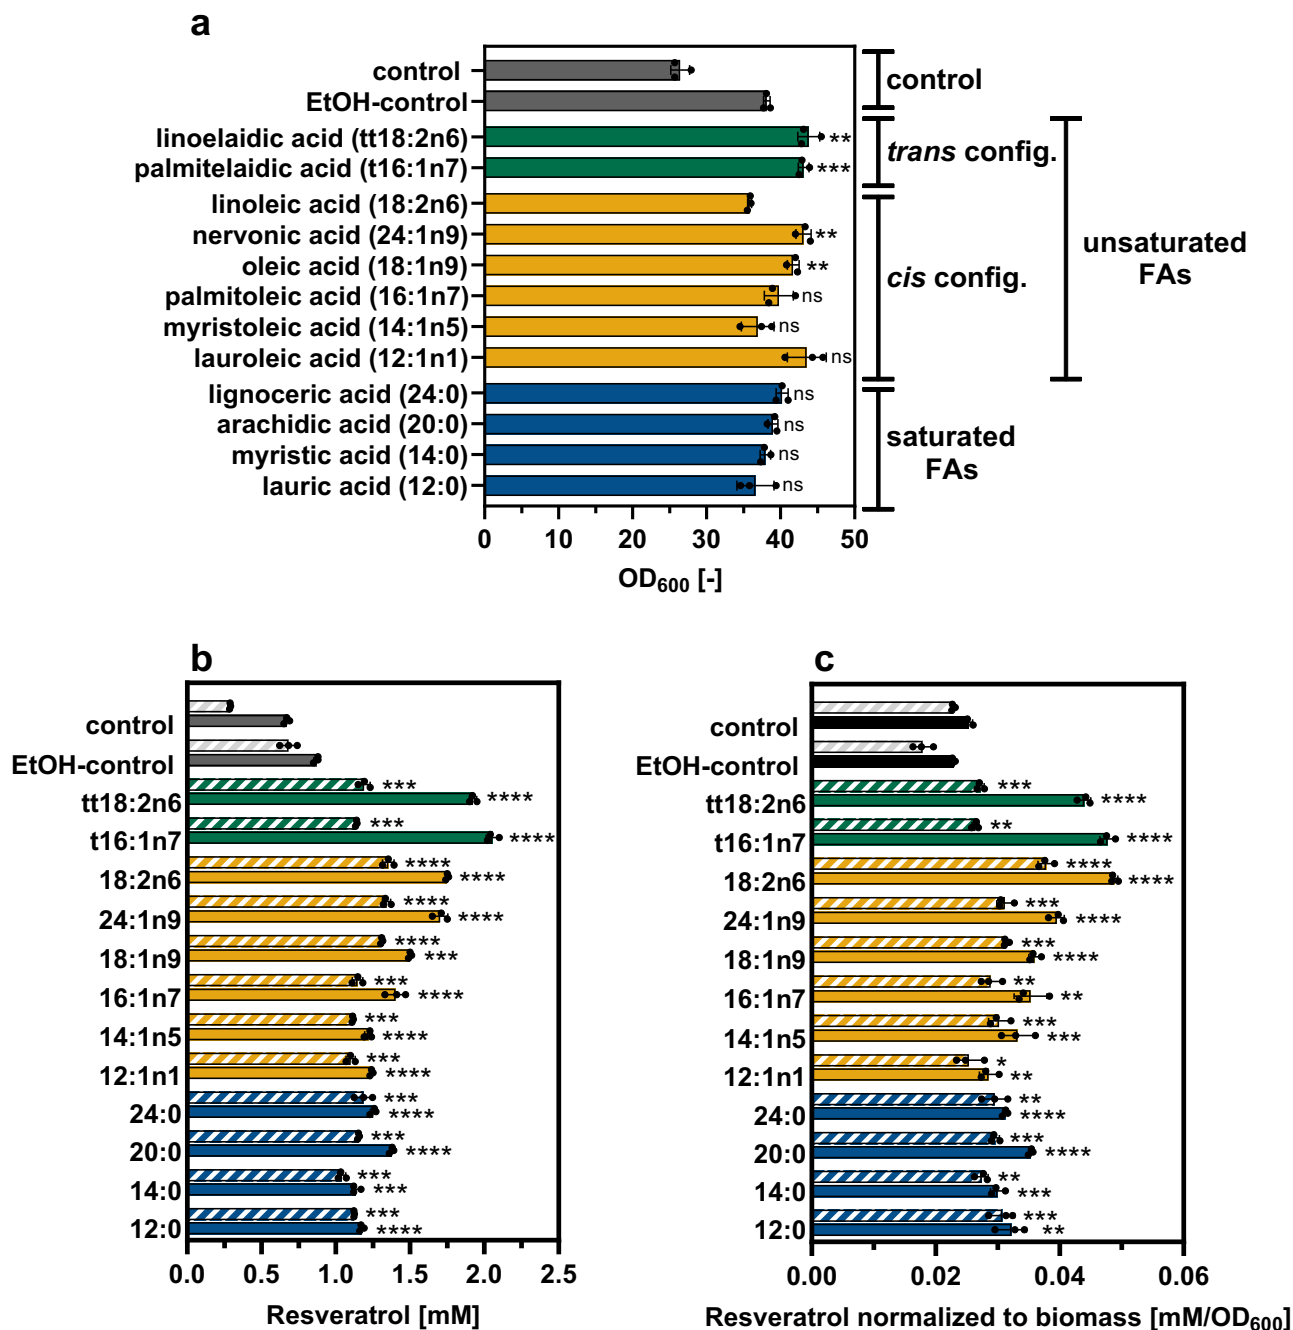 a
control
EtOH-control
linoelaidic acid (tt18:2n6)
**
palmitelaidic acid (t16:1n7)
***
linoleic acid (18:2n6)
nervonic acid (24:1n9)
**
oleic acid (18:1n9)
**
palmitoleic acid (16:1n7)
ns
myristoleic acid (14:1n5)
ns
lauroleic acid (12:1n1)
ns
lignoceric acid (24:0)
ns
arachidic acid (20:0)
ns
myristic acid (14:0)
ns
lauric acid (12:0)
ns
0 10 20 30 40 50
OD600 [-]
control
trans config.
cis config.
unsaturated
FAs
saturated
FAs
b
control
EtOH-control
***
tt18:2n6 ****
***
t16:1n7 ****
****
18:2n6 ****
****
24:1n9 ****
****
18:1n9 ***
***
16:1n7 ****
***
14:1n5 ****
***
12:1n1 ****
***
24:0 ****
***
20:0 ****
***
14:0 ***
***
12:0 ****
0.0 0.5 1.0 1.5 2.0 2.5
Resveratrol [mM]
c
control
EtOH-control
***
tt18:2n6 ****
**
t16:1n7 ****
****
18:2n6 ****
***
24:1n9 ****
***
18:1n9 ****
**
16:1n7 **
***
14:1n5 ***
*
12:1n1 **
**
24:0 ****
***
20:0 ****
**
14:0 ***
***
12:0 **
0.00 0.02 0.04 0.06
Resveratrol normalized to biomass [mM/OD600]